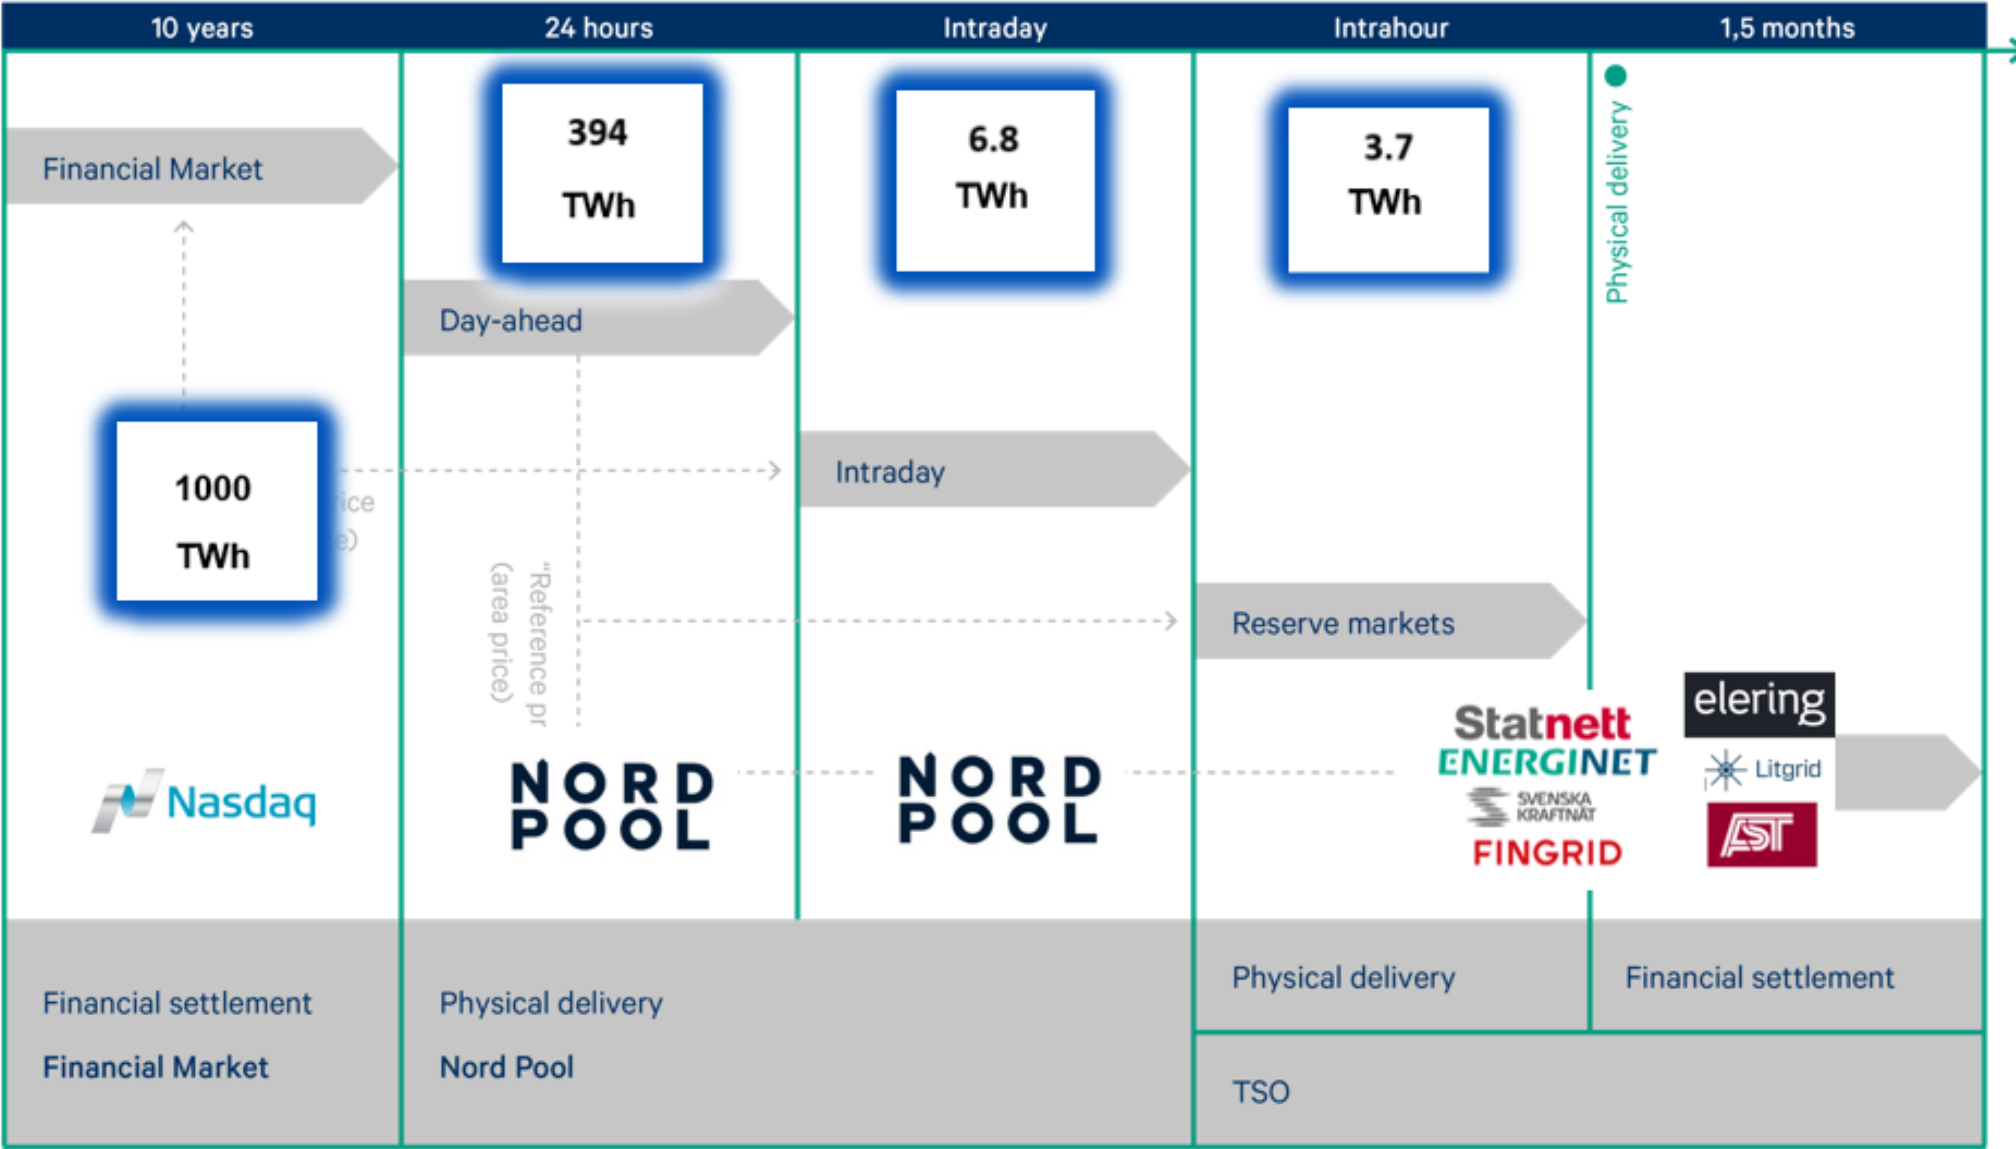 10 years
24 hours
Intraday
Intrahour
1,5 months
Financial Market
394
TWh
6.8
TWh
3.7
TWh
Physical delivery
Day-ahead
1000
TWh
Intraday
"Reference pr
(area price)
Reserve markets
Nasdaq
NORD
POOL
NORD
POOL
Statnett
ENERGINET
SVENSKA
KRAFTNÄT
FINGRID
elering
Litgrid
AST
Financial settlement
Financial Market
Physical delivery
Nord Pool
Physical delivery
Financial settlement
TSO